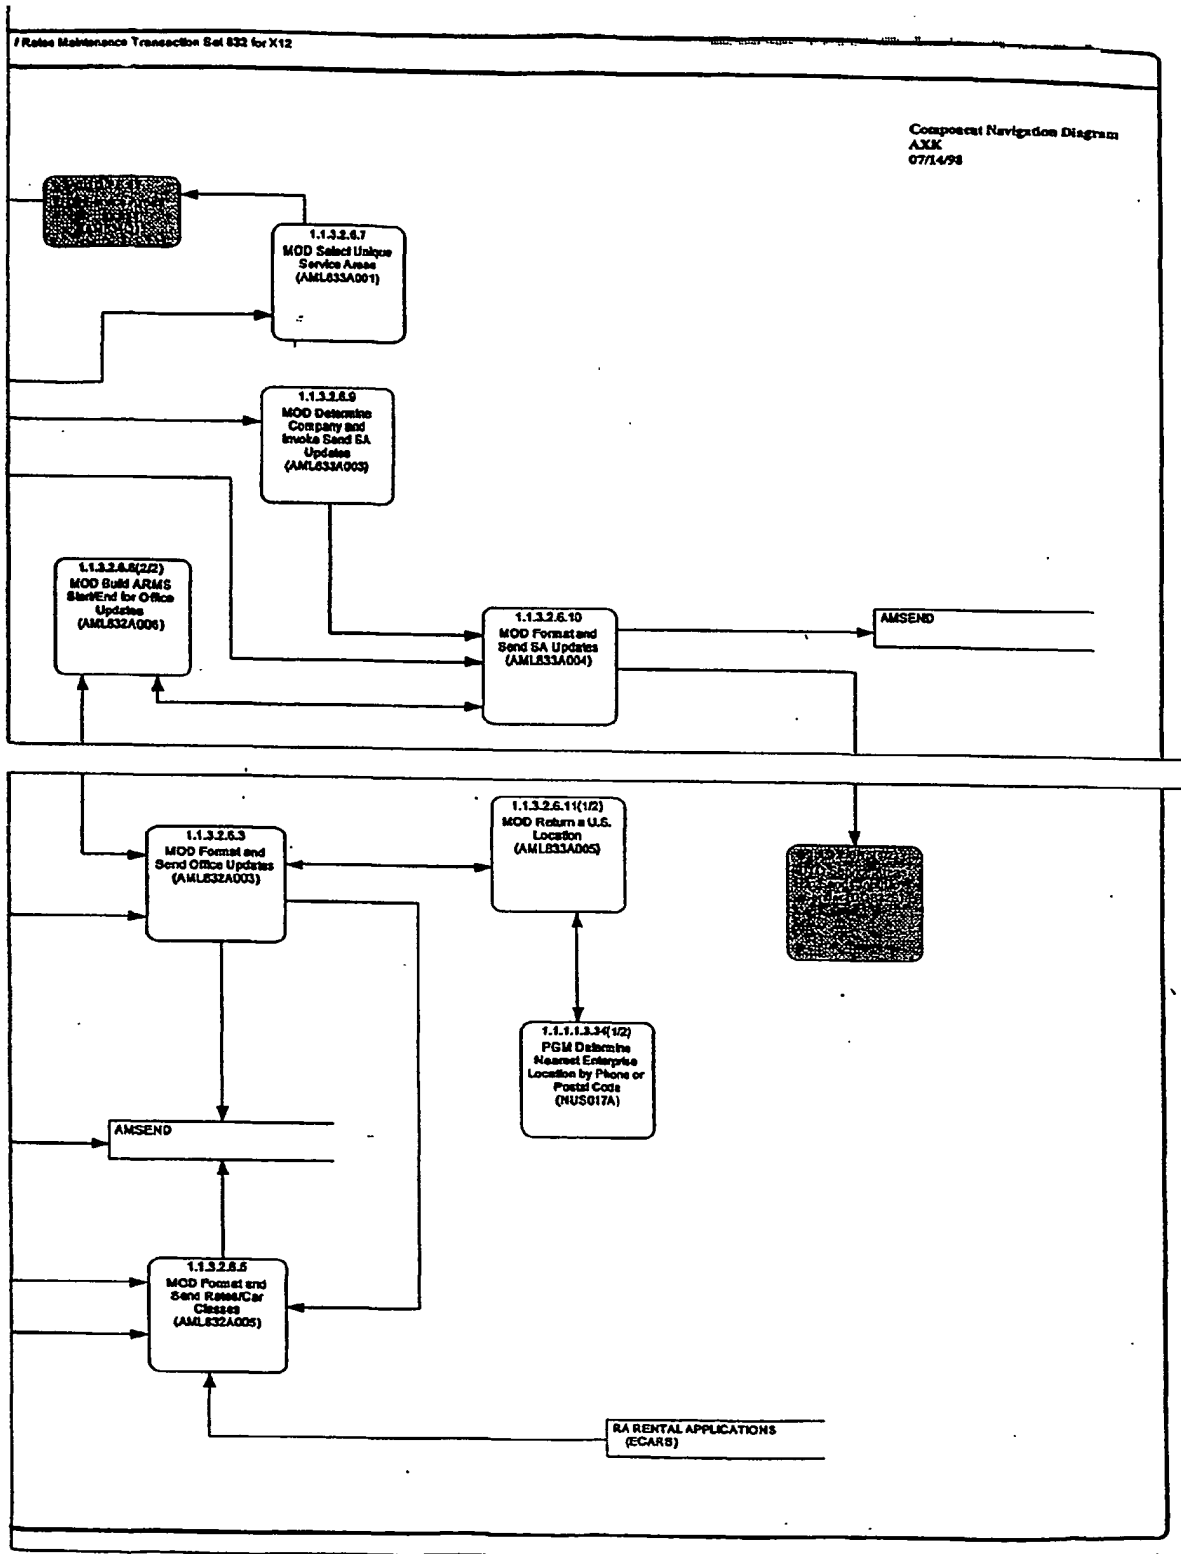 / Rates Maintenance Transaction Set 832 for X12
Component Navigation Diagram
AXK
07/14/98
1.1.3.2.6.7
MOD Select Unique
Service Areas
(AML833A001)
1.1.3.2.6.9
MOD Determine
Company and
Invoke Send SA
Updates
(AML833A003)
1.1.3.2.6.6(2/2)
MOD Build ARMS
Start/End for Office
Updates
(AML832A006)
1.1.3.2.6.10
MOD Format and
Send SA Updates
(AML833A004)
AMSEND
1.1.3.2.6.3
MOD Format and
Send Office Updates
(AML832A003)
1.1.3.2.6.11(1/2)
MOD Return a U.S.
Location
(AML833A005)
1.1.1.1.3.34(1/2)
PGM Determine
Nearest Enterprise
Location by Phone or
Postal Code
(NUS017A)
AMSEND
1.1.3.2.6.5
MOD Format and
Send Rates/Car
Classes
(AML832A005)
RA RENTAL APPLICATIONS
(ECARS)